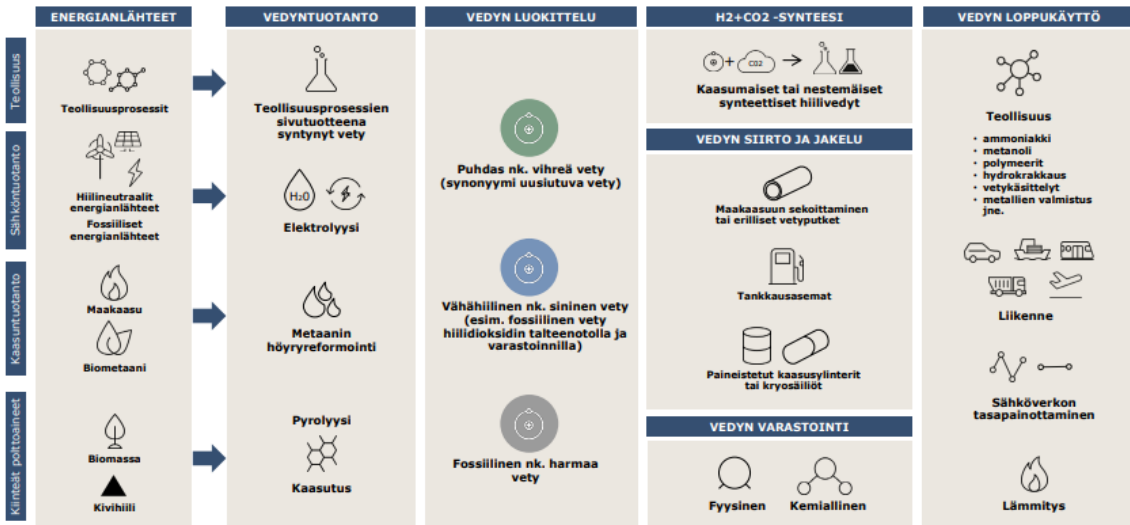 ENERGIANLÄHTEET
VEDYNTUOTANTO
VEDYN LUOKITTELU
H2+CO2 -SYNTEESI
VEDYN LOPPUKÄYTTÖ
Teollisuus
Teollisuusprosessit
Teollisuusprosessien
sivutuotteena
syntynyt vety
Sähköntuotanto
Hiilineutraalit
energianlähteet
Fossiiliset
energianlähteet
H₂O
Elektrolyysi
Kaasuntuotanto
Maakaasu
Biometaani
Metaanin
höyryreformointi
Kiinteät polttoaineet
Biomassa
Kivihiili
Pyrolyysi
Kaasutus
Puhdas nk. vihreä vety
(synonyymi uusiutuva vety)
Vähähiilinen nk. sininen vety
(esim. fossiilinen vety
hiilidioksidin talteenotolla ja
varastoinnilla)
Fossiilinen nk. harmaa
vety
+ CO2
Kaasumaiset tai nestemäiset
synteettiset hiilivedyt
VEDYN SIIRTO JA JAKELU
Maakaasuun sekoittaminen
tai erilliset vetyputket
Tankkausasemat
Paineistetut kaasusylinterit
tai kryosäiliöt
VEDYN VARASTOINTI
Fyysinen
Kemiallinen
Teollisuus
• ammoniakki
• metanoli
• polymeerit
• hydrokrakkaus
• vetykäsittelyt
• metallien valmistus
jne.
Liikenne
Sähköverkon
tasapainottaminen
Lämmitys